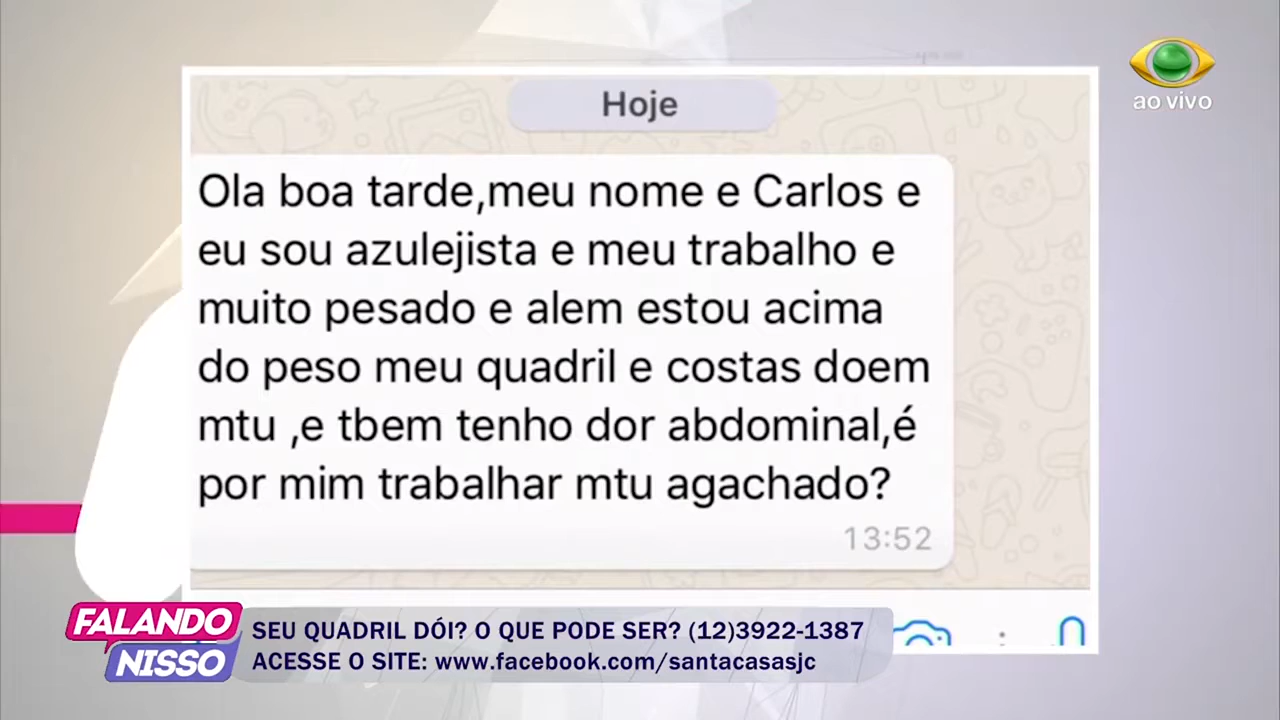 Hoje
ao vivo
Ola boa tarde,meu nome e Carlos e
eu sou azulejista e meu trabalho e
muito pesado e alem estou acima
do peso meu quadril e costas doem
mtu ,e tbem tenho dor abdominal,é
por mim trabalhar mtu agachado?
13:52
FALANDO
NISSO
SEU QUADRIL DÓI? O QUE PODE SER? (12)3922-1387
ACESSE O SITE: www.facebook.com/santacasasjc